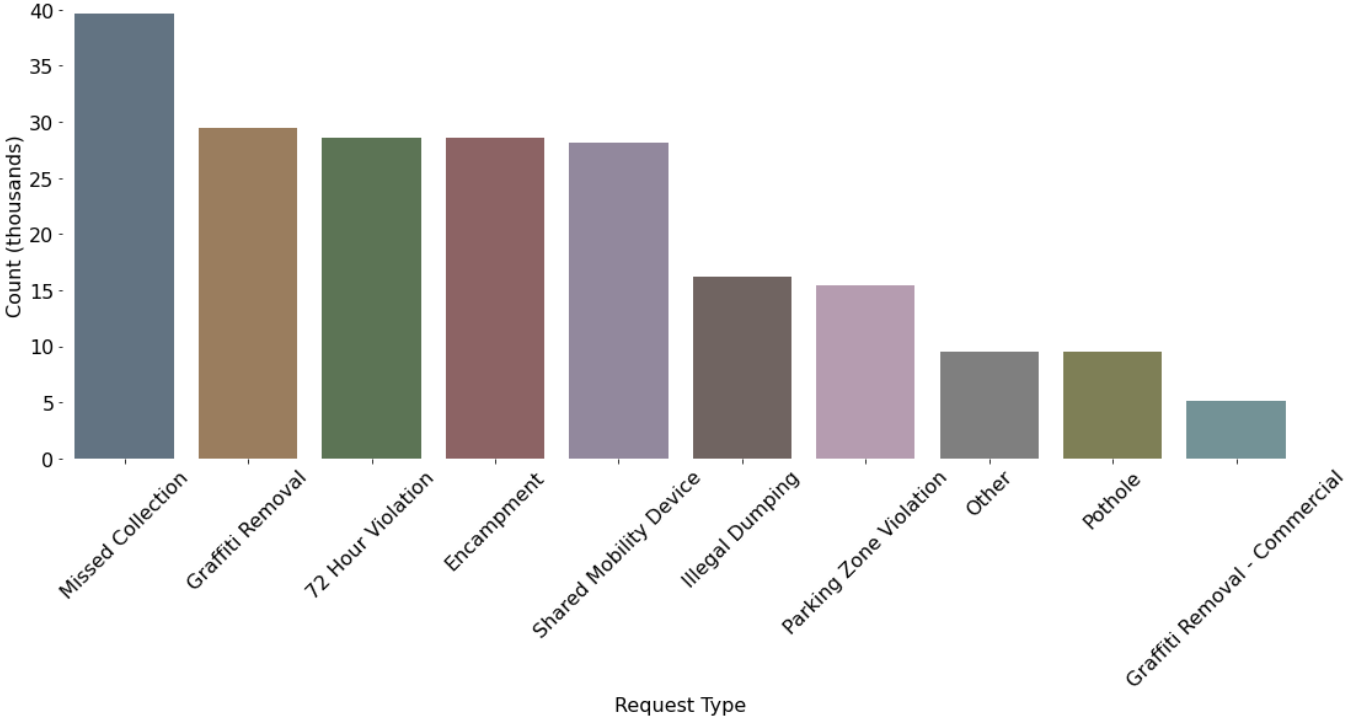 40
35
30
25
20
15
10
5
0
Count (thousands)
Missed Collection
Graffiti Removal
72 Hour Violation
Encampment
Shared Mobility Device
Illegal Dumping
Parking Zone Violation
Other
Pothole
Graffiti Removal - Commercial
Request Type